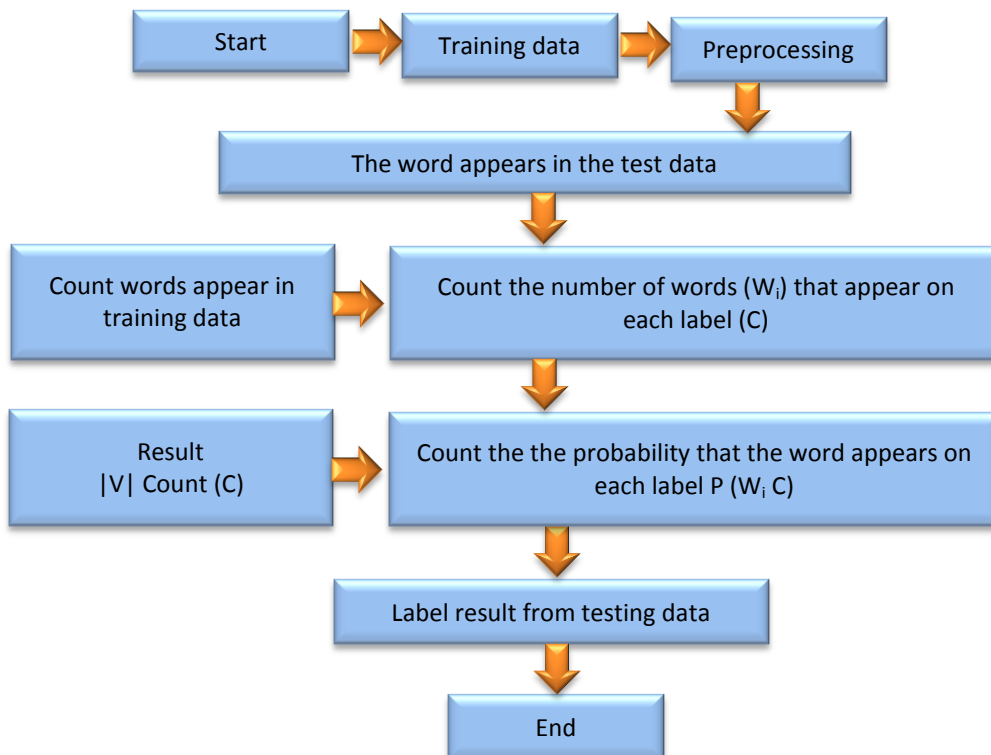 Start
Training data
Preprocessing
The word appears in the test data
Count words appear in
training data
Count the number of words (Wᵢ) that appear on
each label (C)
Result
|V| Count (C)
Count the the probability that the word appears on
each label P (Wᵢ C)
Label result from testing data
End